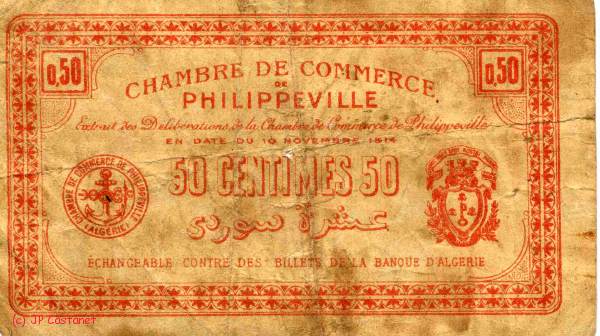 0,50
0,50
CHAMBRE DE COMMERCE
DE
PHILIPPEVILLE
Extrait des Délibérations de la Chambre de Commerce de Philippeville
EN DATE DU 10 NOVEMBRE 1914
50 CENTIMES 50
عشرة سوردي
CHAMBRE DE COMMERCE DE PHILIPPEVILLE
(ALGÉRIE)
ÉCHANGEABLE CONTRE DES BILLETS DE LA BANQUE D'ALGÉRIE
(c) JP Castanet